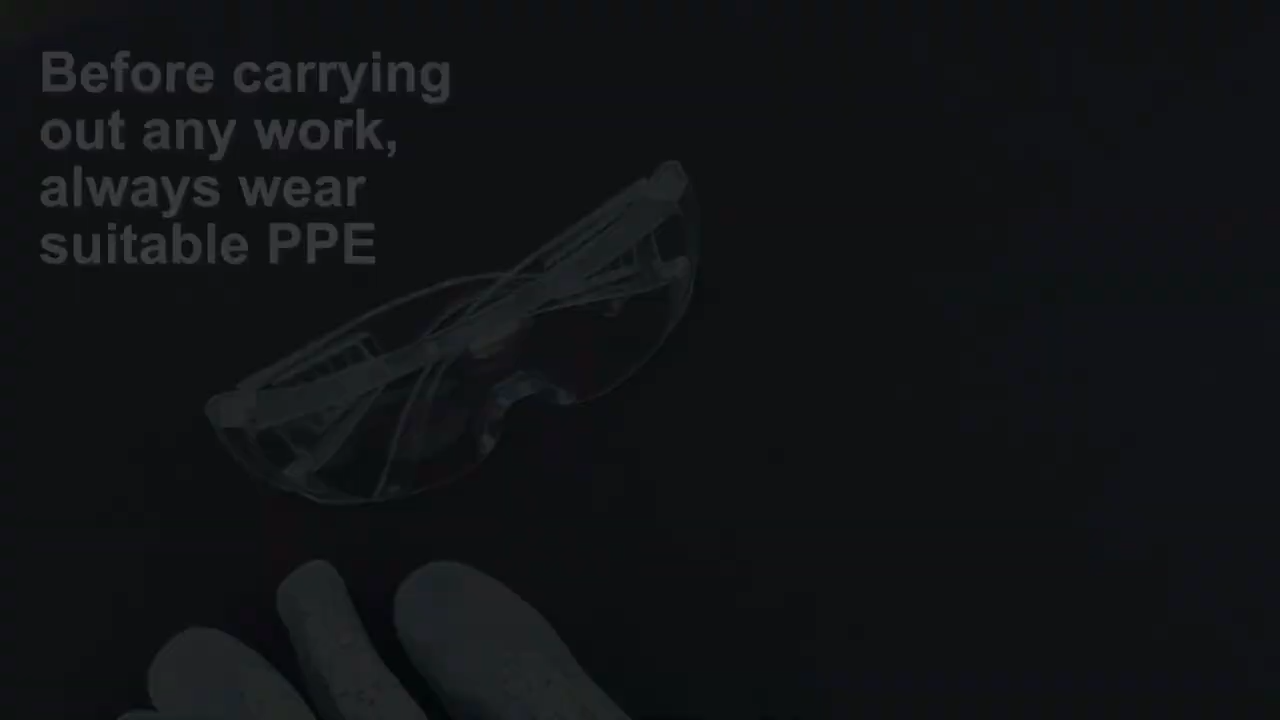 Before carrying
out any work,
always wear
suitable PPE